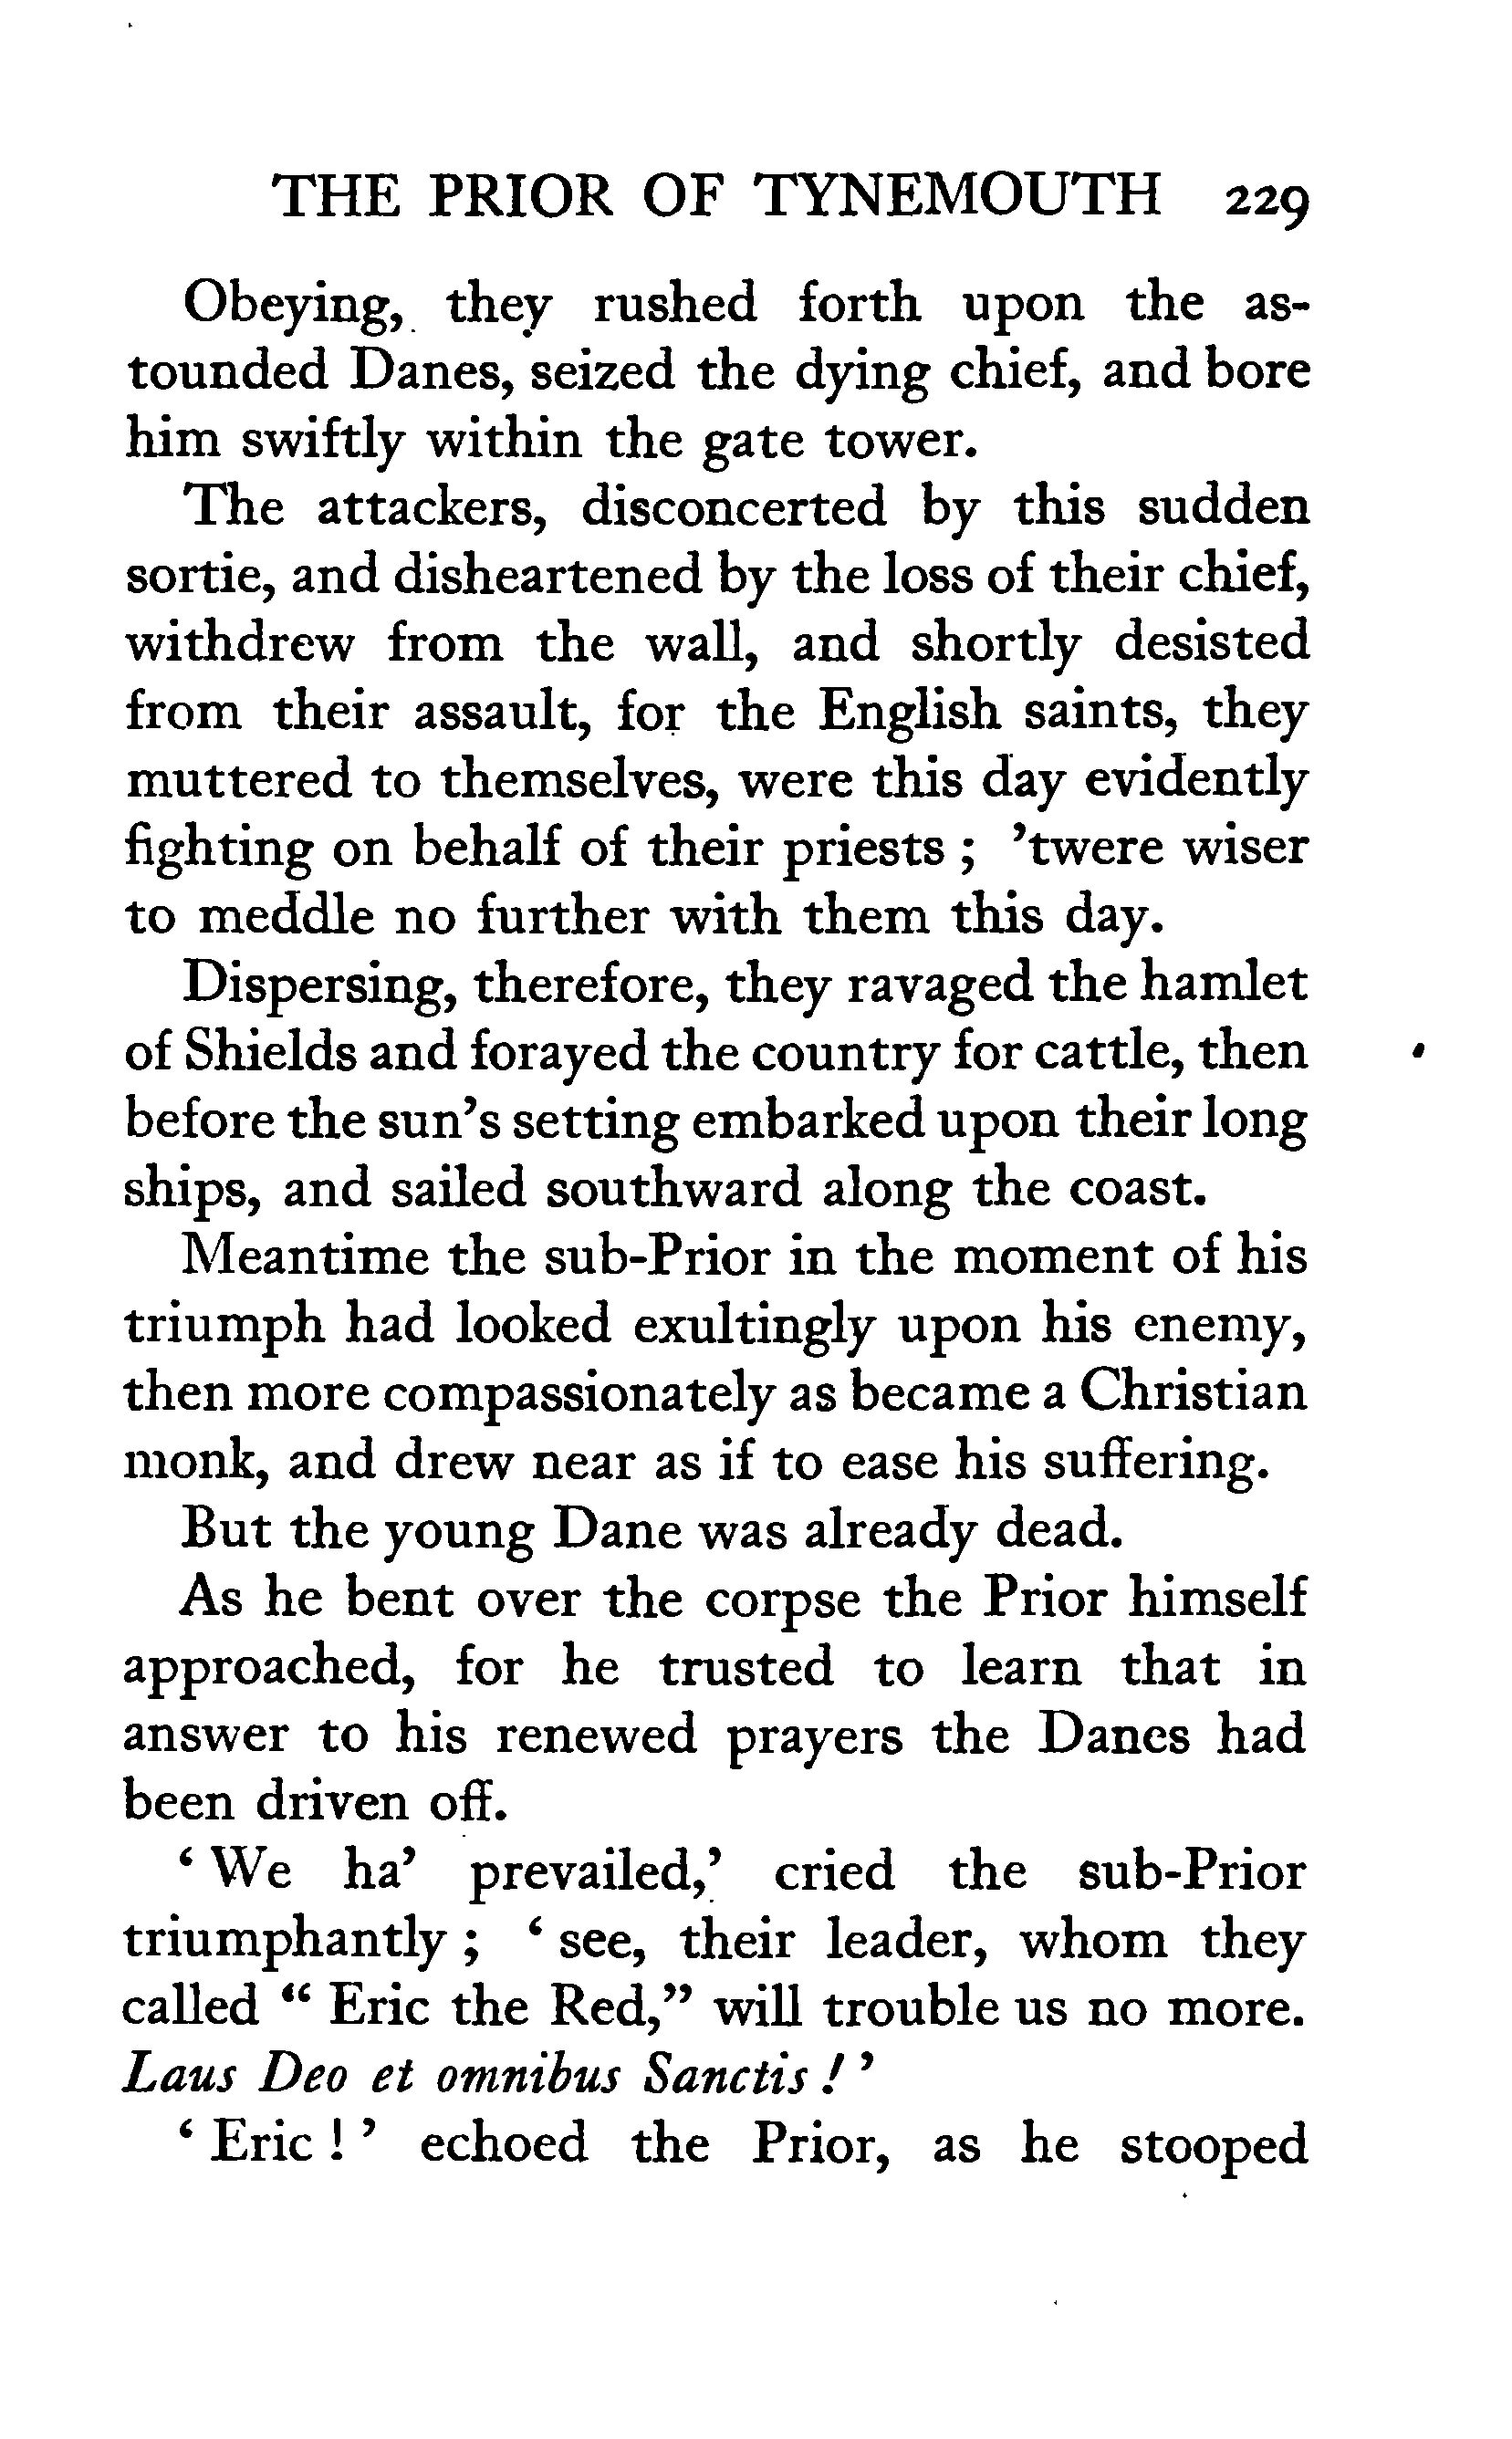 THE PRIOR OF TYNEMOUTH 229
Obeying, they rushed forth upon the as-
tounded Danes, seized the dying chief, and bore
him swiftly within the gate tower.
The attackers, disconcerted by this sudden
sortie, and disheartened by the loss of their chief,
withdrew from the wall, and shortly desisted
from their assault, for the English saints, they
muttered to themselves, were this day evidently
fighting on behalf of their priests ; ’twere wiser
to meddle no further with them this day.
Dispersing, therefore, they ravaged the hamlet
of Shields and forayed the country for cattle, then
before the sun’s setting embarked upon their long
ships, and sailed southward along the coast.
Meantime the sub-Prior in the moment of his
triumph had looked exultingly upon his enemy,
then more compassionately as became a Christian
monk, and drew near as if to ease his suffering.
But the young Dane was already dead.
As he bent over the corpse the Prior himself
approached, for he trusted to learn that in
answer to his renewed prayers the Danes had
been driven off.
‘ We ha’ prevailed,’ cried the sub-Prior
triumphantly ; ‘ see, their leader, whom they
called “ Eric the Red,” will trouble us no more.
Laus Deo et omnibus Sanctis ! ’
‘ Eric ! ’ echoed the Prior, as he stooped